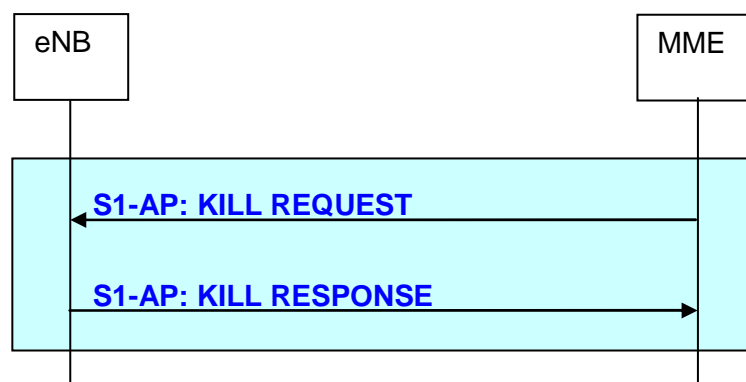 eNB
MME
S1-AP: KILL REQUEST
S1-AP: KILL RESPONSE